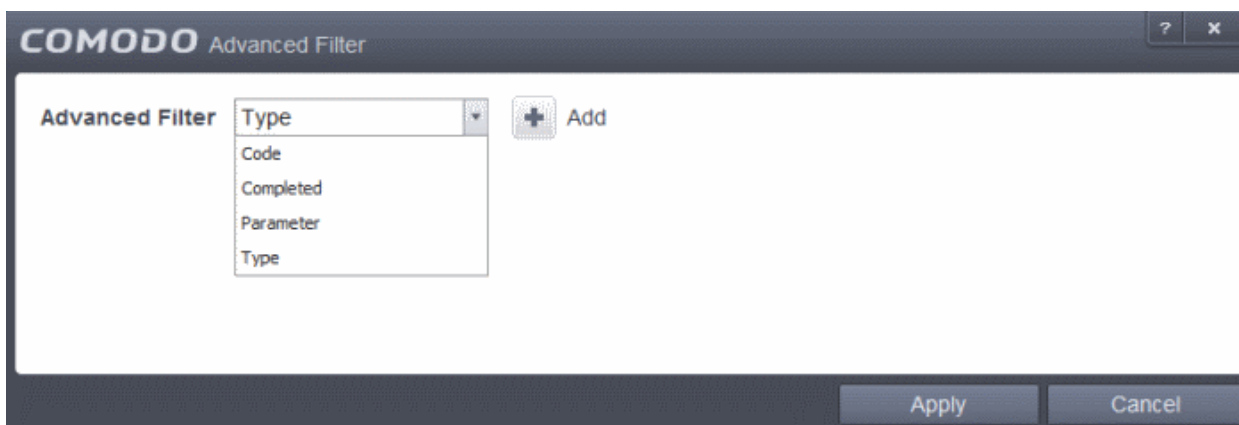 COMODO Advanced Filter ? x
Advanced Filter Type Add
Code
Completed
Parameter
Type
Apply Cancel